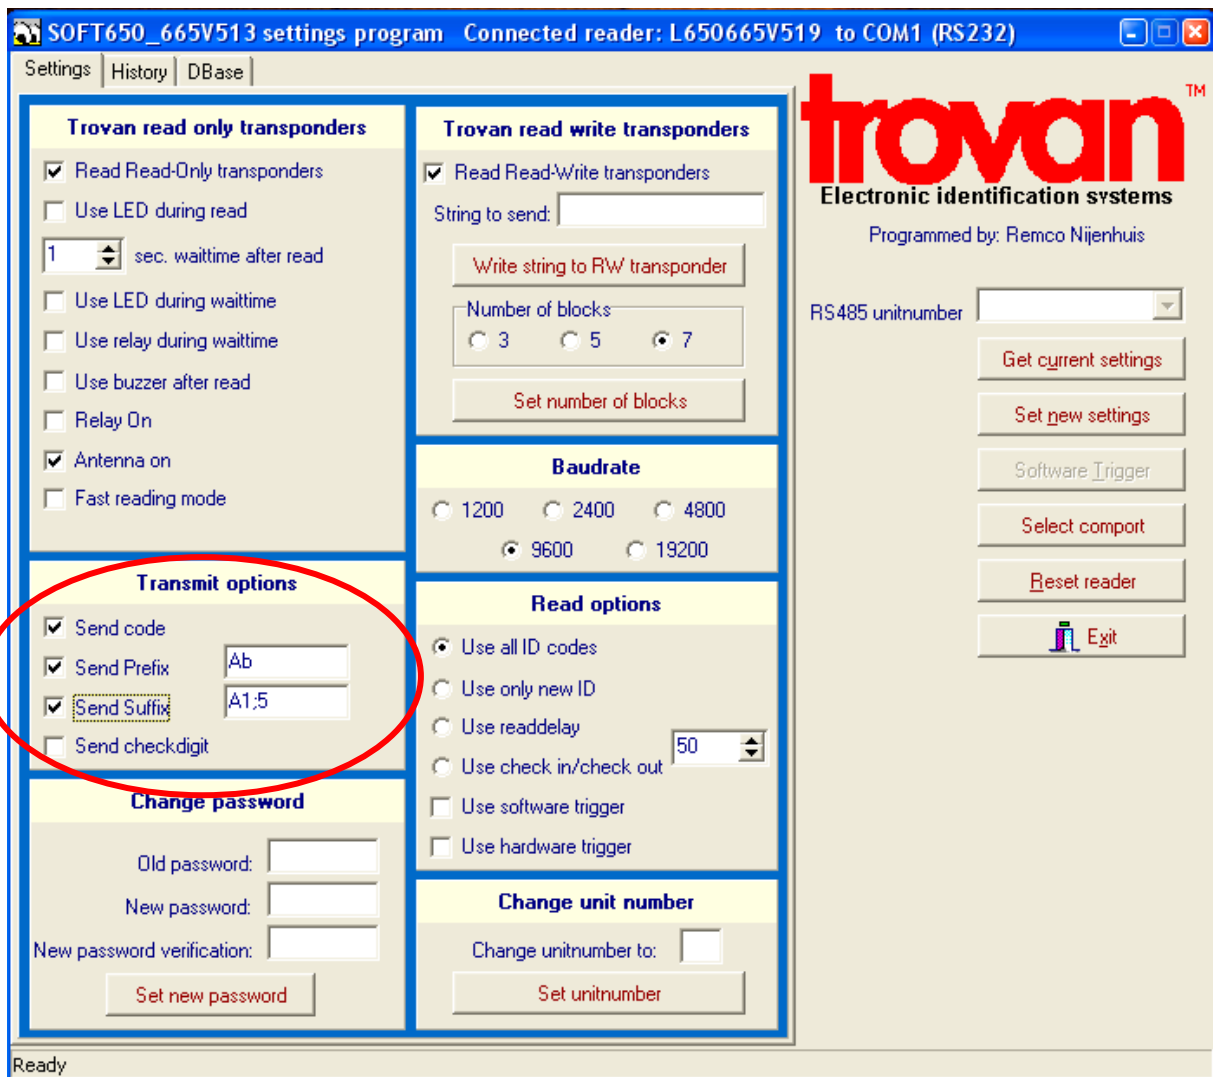 SOFT650_665V513 settings program Connected reader: L650665V519 to COM1 (RS232)
Settings History DBase
Trovan read only transponders
Read Read-Only transponders
Use LED during read
1 sec. waittime after read
Use LED during waittime
Use relay during waittime
Use buzzer after read
Relay On
Antenna on
Fast reading mode
Transmit options
Send code
Send Prefix Ab
Send Suffix A1;5
Send checkdigit
Change password
Old password:
New password:
New password verification:
Set new password
Trovan read write transponders
Read Read-Write transponders
String to send:
Write string to RW transponder
Number of blocks
3 5 7
Set number of blocks
Baudrate
1200 2400 4800
9600 19200
Read options
Use all ID codes
Use only new ID
Use readdelay
50
Use check in/check out
Use software trigger
Use hardware trigger
Change unit number
Change unitnumber to:
Set unitnumber
trovan TM
Electronic identification systems
Programmed by: Remco Nijenhuis
RS485 unitnumber
Get current settings
Set new settings
Software Trigger
Select comport
Reset reader
Exit
Ready